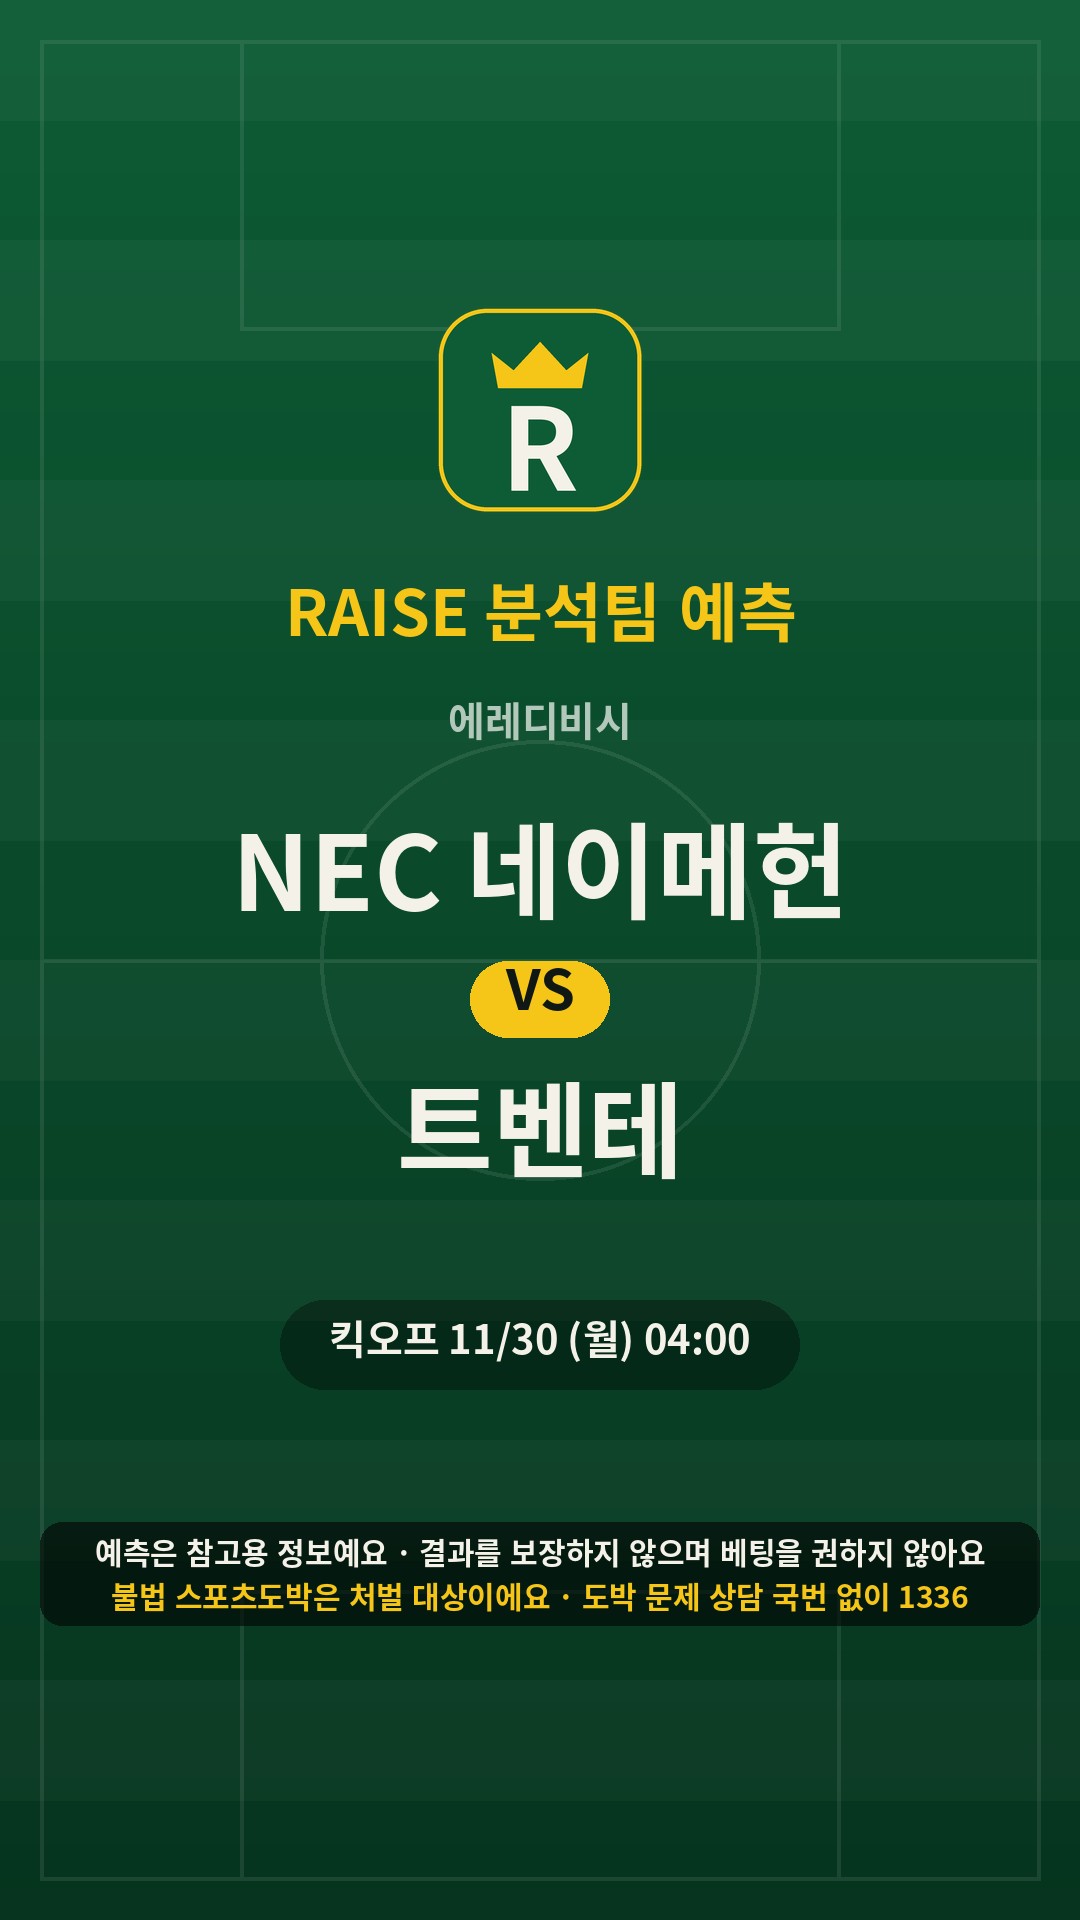 R
RAISE 분석팀 예측
에레디비시
NEC 네이메헌
VS
트벤테
킥오프 11/30 (월) 04:00
예측은 참고용 정보예요 · 결과를 보장하지 않으며 베팅을 권하지 않아요
불법 스포츠도박은 처벌 대상이에요 · 도박 문제 상담 국번 없이 1336